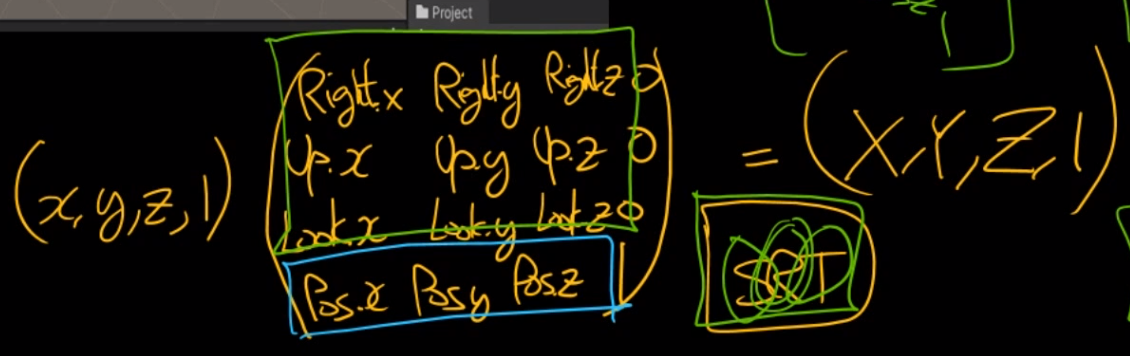 Project
Right.x Right.y Right.z 0
(x, y, z, 1) Up.x Up.y Up.z 0 = (X, Y, Z, 1)
Look.x Look.y Look.z 0
Pos.x Pos.y Pos.z 1
SRT